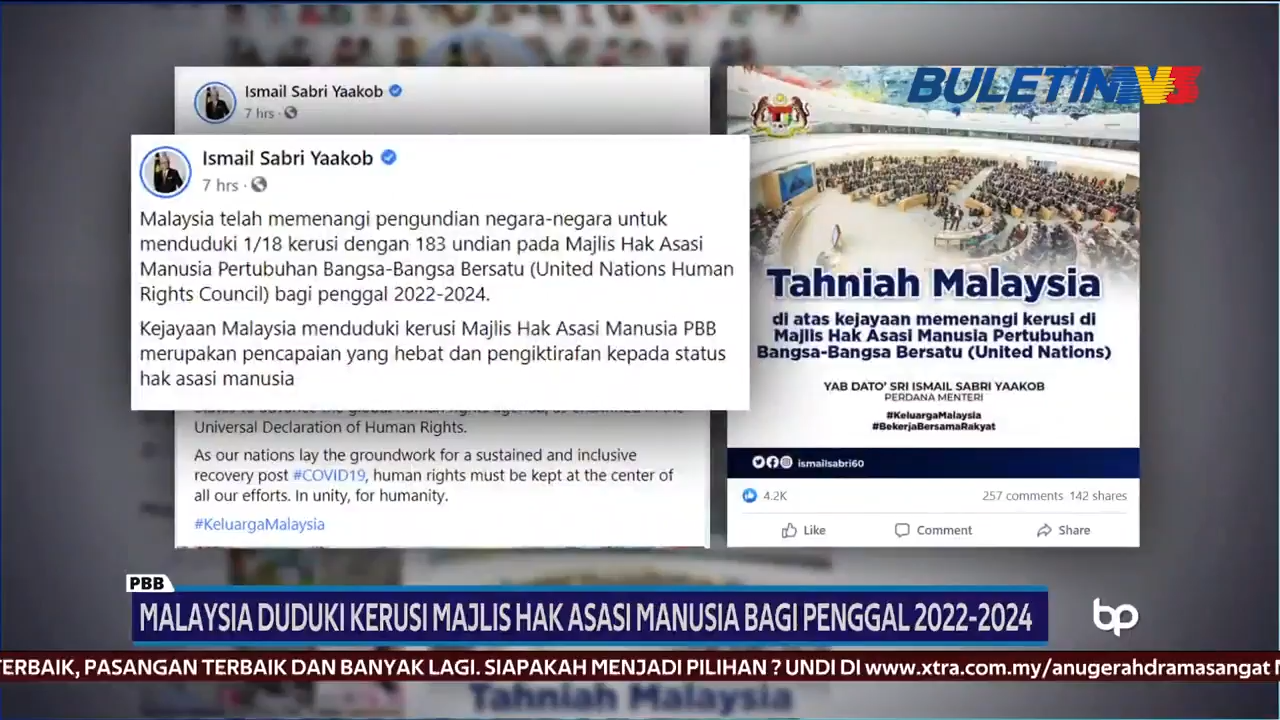 BULETIN TV3
Ismail Sabri Yaakob
7 hrs
Ismail Sabri Yaakob
7 hrs
Malaysia telah memenangi pengundian negara-negara untuk
menduduki 1/18 kerusi dengan 183 undian pada Majlis Hak Asasi
Manusia Pertubuhan Bangsa-Bangsa Bersatu (United Nations Human
Rights Council) bagi penggal 2022-2024.
Kejayaan Malaysia menduduki kerusi Majlis Hak Asasi Manusia PBB
merupakan pencapaian yang hebat dan pengiktirafan kepada status
hak asasi manusia
Universal Declaration of Human Rights.
As our nations lay the groundwork for a sustained and inclusive
recovery post #COVID19, human rights must be kept at the center of
all our efforts. In unity, for humanity.
#KeluargaMalaysia
Tahniah Malaysia
di atas kejayaan memenangi kerusi di
Majlis Hak Asasi Manusia Pertubuhan
Bangsa-Bangsa Bersatu (United Nations)
YAB DATO' SRI ISMAIL SABRI YAAKOB
PERDANA MENTERI
#KeluargaMalaysia
#BekerjaBersamaRakyat
ismailsabri60
4.2K 257 comments 142 shares
Like Comment Share
PBB
MALAYSIA DUDUKI KERUSI MAJLIS HAK ASASI MANUSIA BAGI PENGGAL 2022-2024
bp
TERBAIK, PASANGAN TERBAIK DAN BANYAK LAGI. SIAPAKAH MENJADI PILIHAN ? UNDI DI www.xtra.com.my/anugerahdramasangat
Tahniah Malaysia